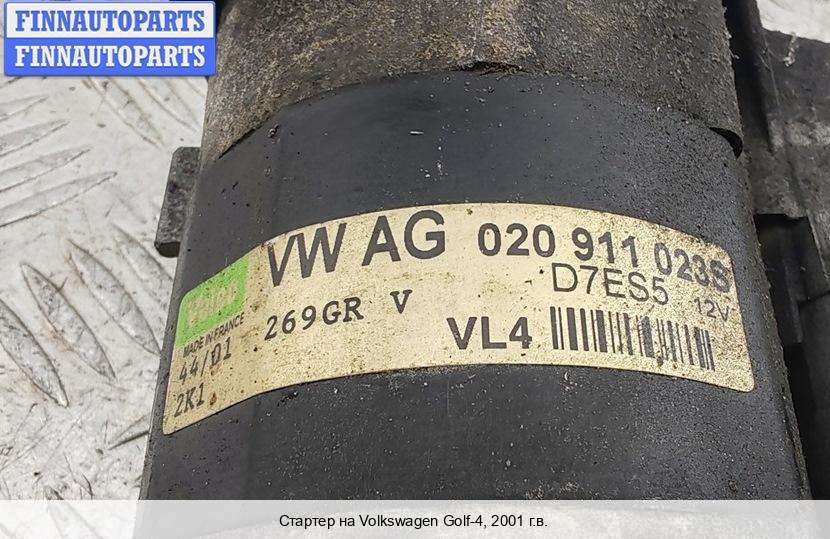 FINNAUTOPARTS
FINNAUTOPARTS
VW AG 020 911 023S
D7ES5 12V
Valeo
MADE IN FRANCE
269GR V
VL4
44/01
2K1
Стартер на Volkswagen Golf-4, 2001 г.в.